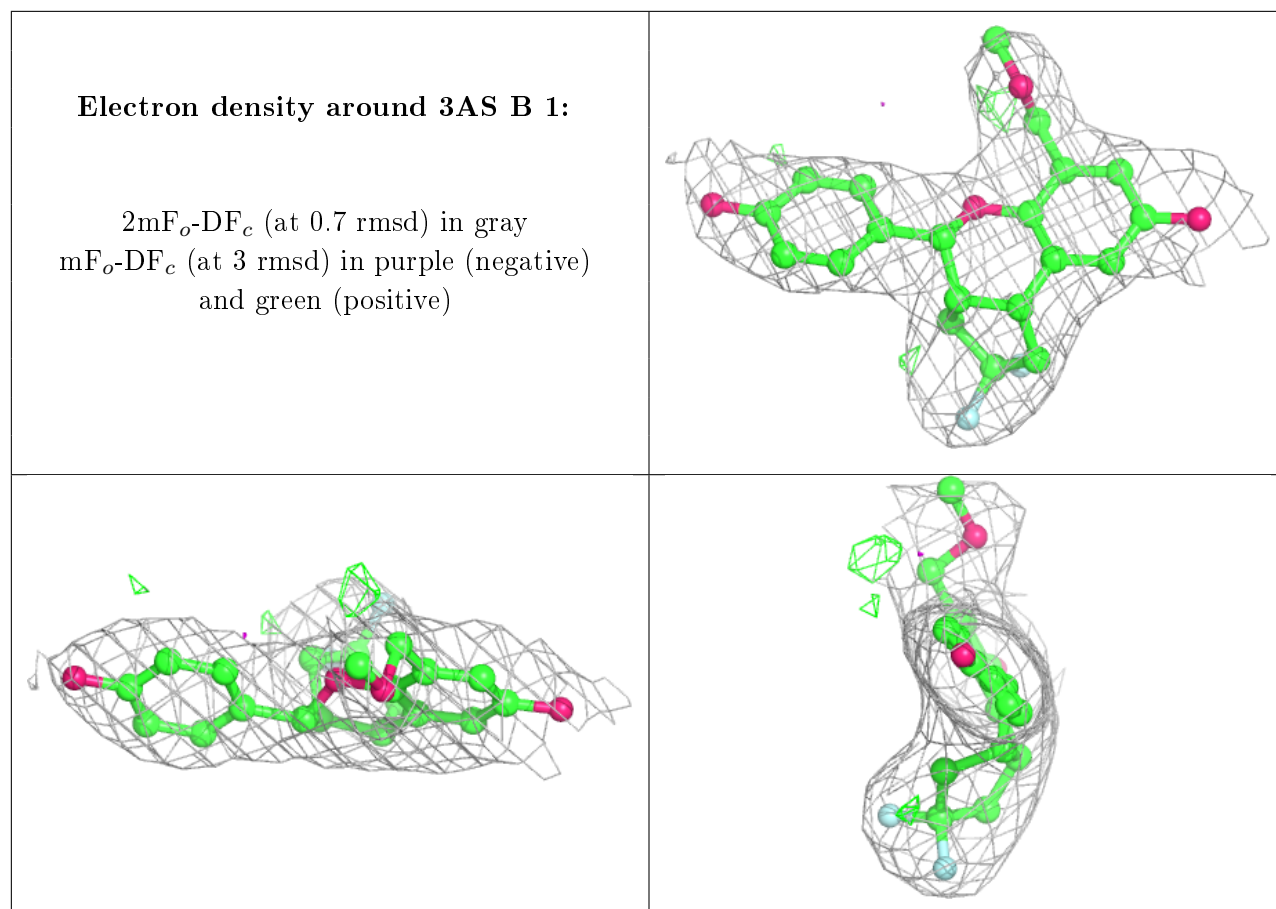 Electron density around 3AS B 1:
2mFo-DFc (at 0.7 rmsd) in gray
mFo-DFc (at 3 rmsd) in purple (negative)
and green (positive)